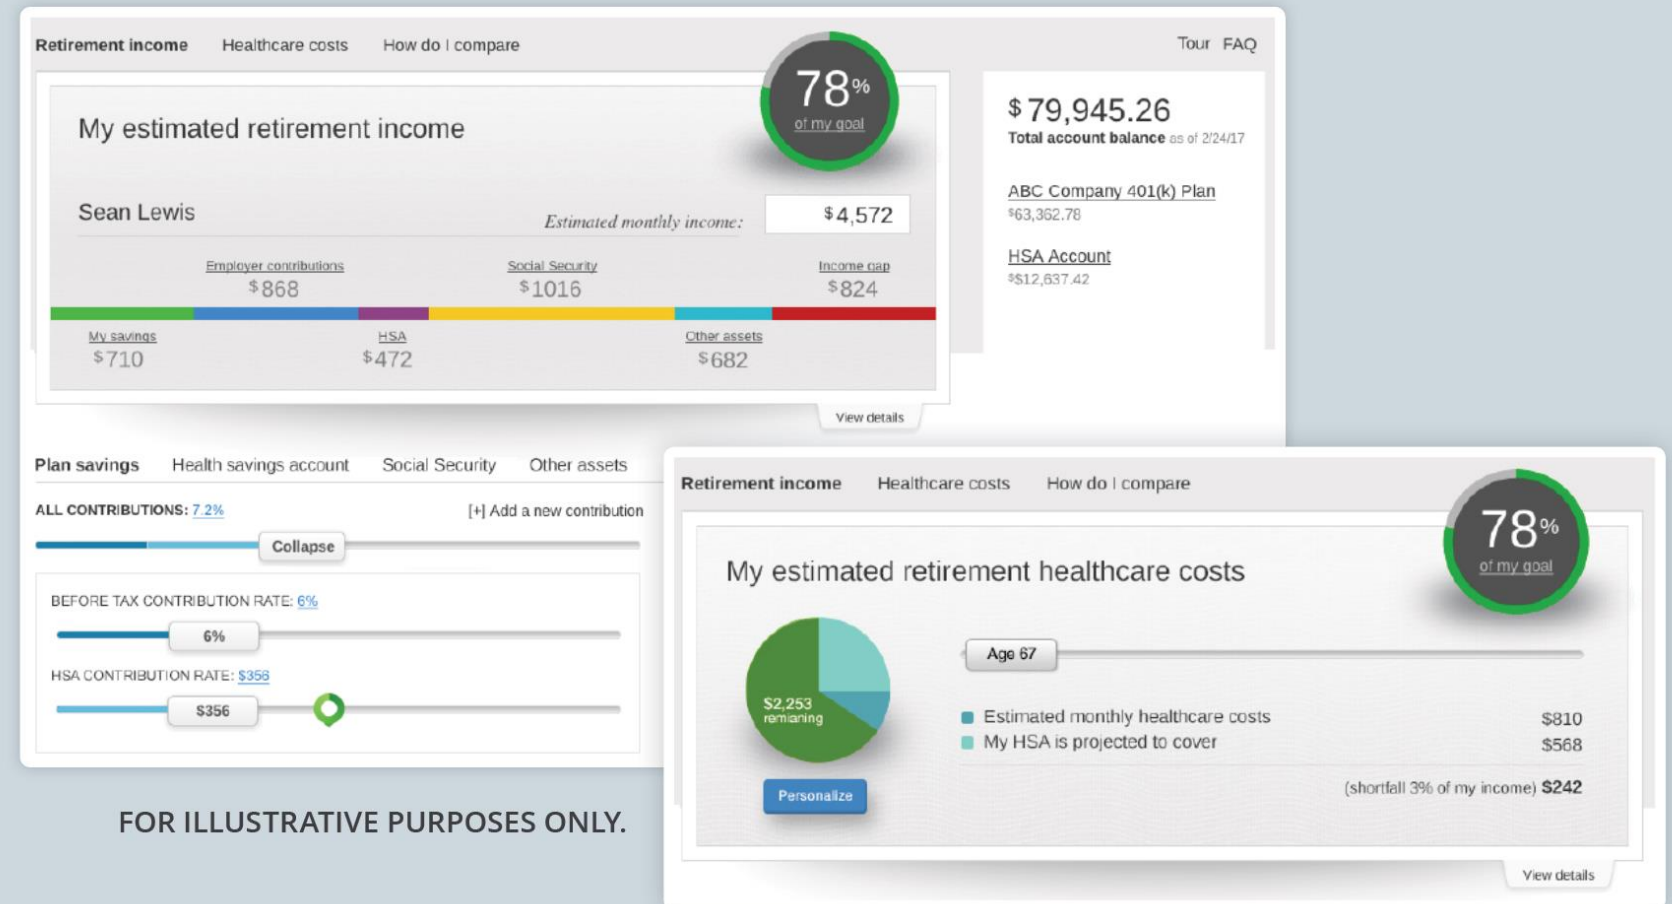 Retirement income Healthcare costs How do I compare
Tour FAQ
78%
of my goal
My estimated retirement income
Sean Lewis
Estimated monthly income: $4,572
Employer contributions Social Security Income gap
$868 $1016 $824
My savings HSA Other assets
$710 $472 $682
View details
$79,945.26
Total account balance as of 2/24/17
ABC Company 401(k) Plan
$63,362.78
HSA Account
$$12,637.42
Plan savings Health savings account Social Security Other assets
ALL CONTRIBUTIONS: 7.2% [+] Add a new contribution
Collapse
BEFORE TAX CONTRIBUTION RATE: 6%
6%
HSA CONTRIBUTION RATE: $356
$356
Retirement income Healthcare costs How do I compare
78%
of my goal
My estimated retirement healthcare costs
Age 67
$2,253
remianing
Estimated monthly healthcare costs $810
My HSA is projected to cover $568
(shortfall 3% of my income) $242
Personalize
View details
FOR ILLUSTRATIVE PURPOSES ONLY.